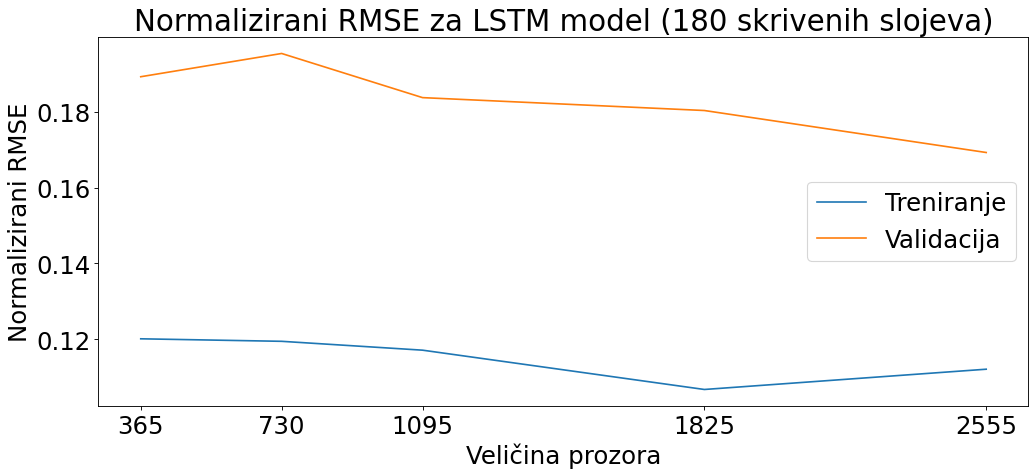 Normalizirani RMSE za LSTM model (180 skrivenih slojeva)
Normalizirani RMSE
0.18
0.16
0.14
0.12
Treniranje
Validacija
365 730 1095 1825 2555
Veličina prozora